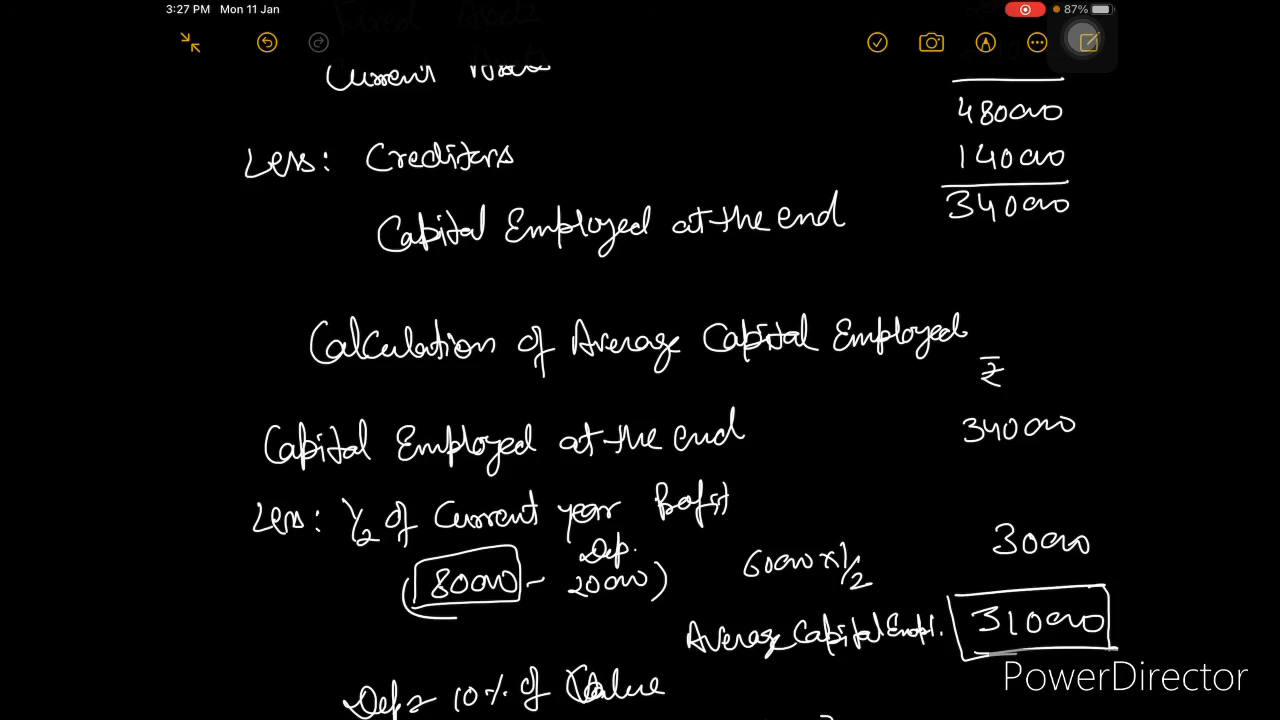 3:27 PM Mon 11 Jan 87%
Current
480000
Less: Creditors 140000
Capital Employed at the end 340000
Calculation of Average Capital Employed
₹
Capital Employed at the end 340000
Less: 1/2 of Current year Profit
Dep.
(80000 - 20000) 60000 x 1/2 30000
Average Capital Empl. 310000
PowerDirector
Dep = 10% of Value